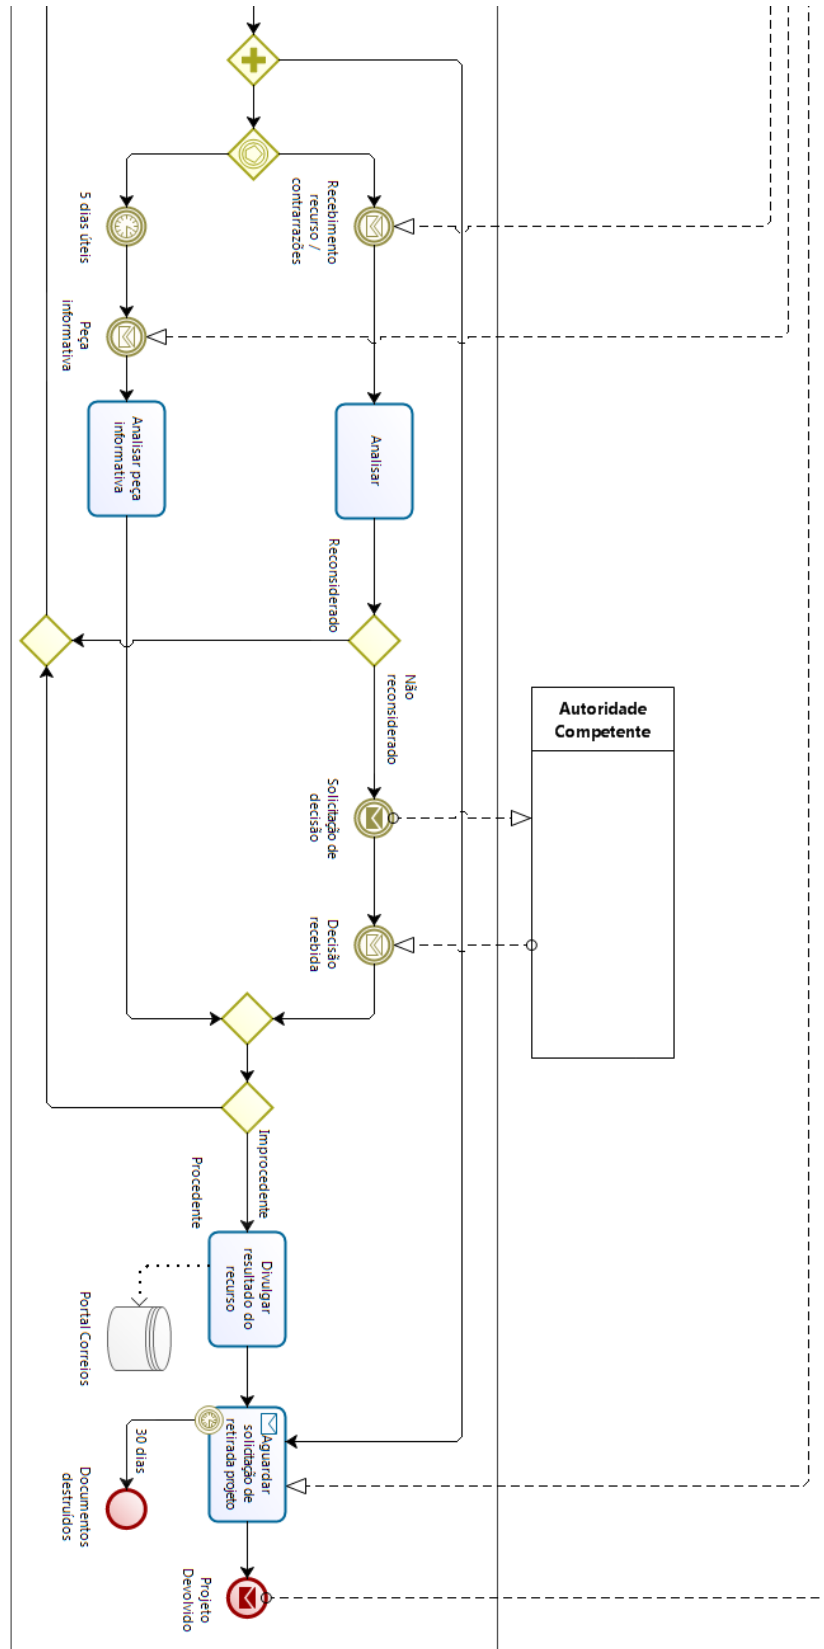 Recebimento
recurso /
contrarrazões
5 dias úteis
Peça
informativa
Analisar peça
informativa
Analisar
Reconsiderado
Não
reconsiderado
Autoridade
Competente
Solicitação de
decisão
Decisão
recebida
Improcedente
Procedente
Divulgar
resultado do
recurso
Portal Correios
Aguardar
solicitação de
retirada projeto
30 dias
Documentos
destruídos
Projeto
Devolvido